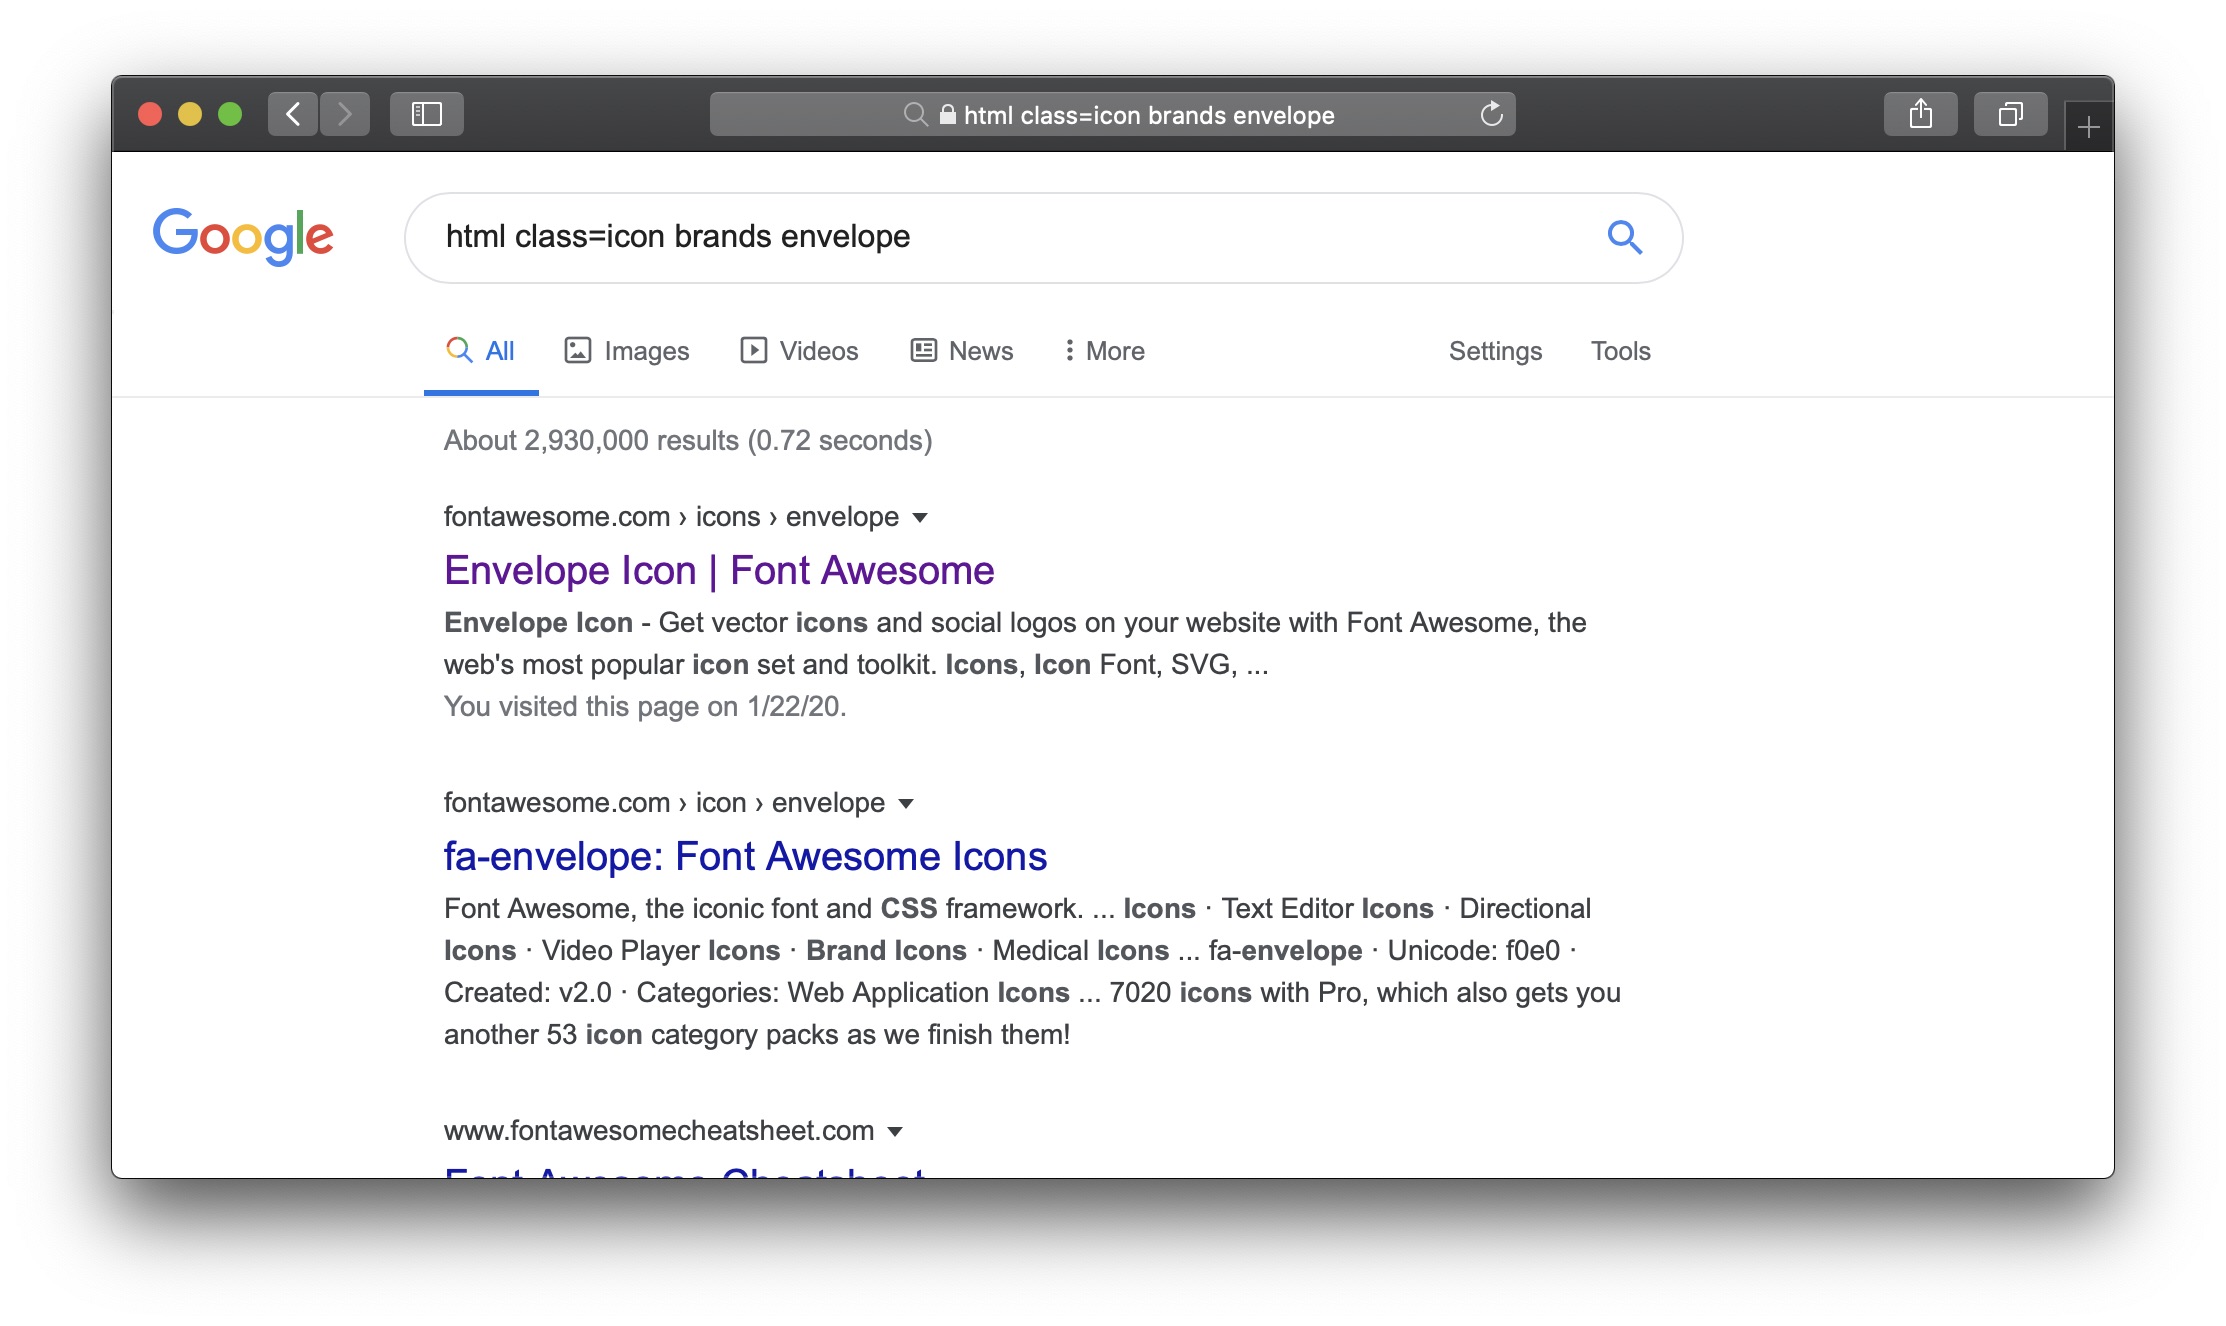 html class=icon brands envelope
Google
html class=icon brands envelope
All Images Videos News More Settings Tools
About 2,930,000 results (0.72 seconds)
fontawesome.com › icons › envelope
Envelope Icon | Font Awesome
Envelope Icon - Get vector icons and social logos on your website with Font Awesome, the
web's most popular icon set and toolkit. Icons, Icon Font, SVG, ...
You visited this page on 1/22/20.
fontawesome.com › icon › envelope
fa-envelope: Font Awesome Icons
Font Awesome, the iconic font and CSS framework. ... Icons · Text Editor Icons · Directional
Icons · Video Player Icons · Brand Icons · Medical Icons ... fa-envelope · Unicode: f0e0 ·
Created: v2.0 · Categories: Web Application Icons ... 7020 icons with Pro, which also gets you
another 53 icon category packs as we finish them!
www.fontawesomecheatsheet.com
Font Awesome Cheatsheet